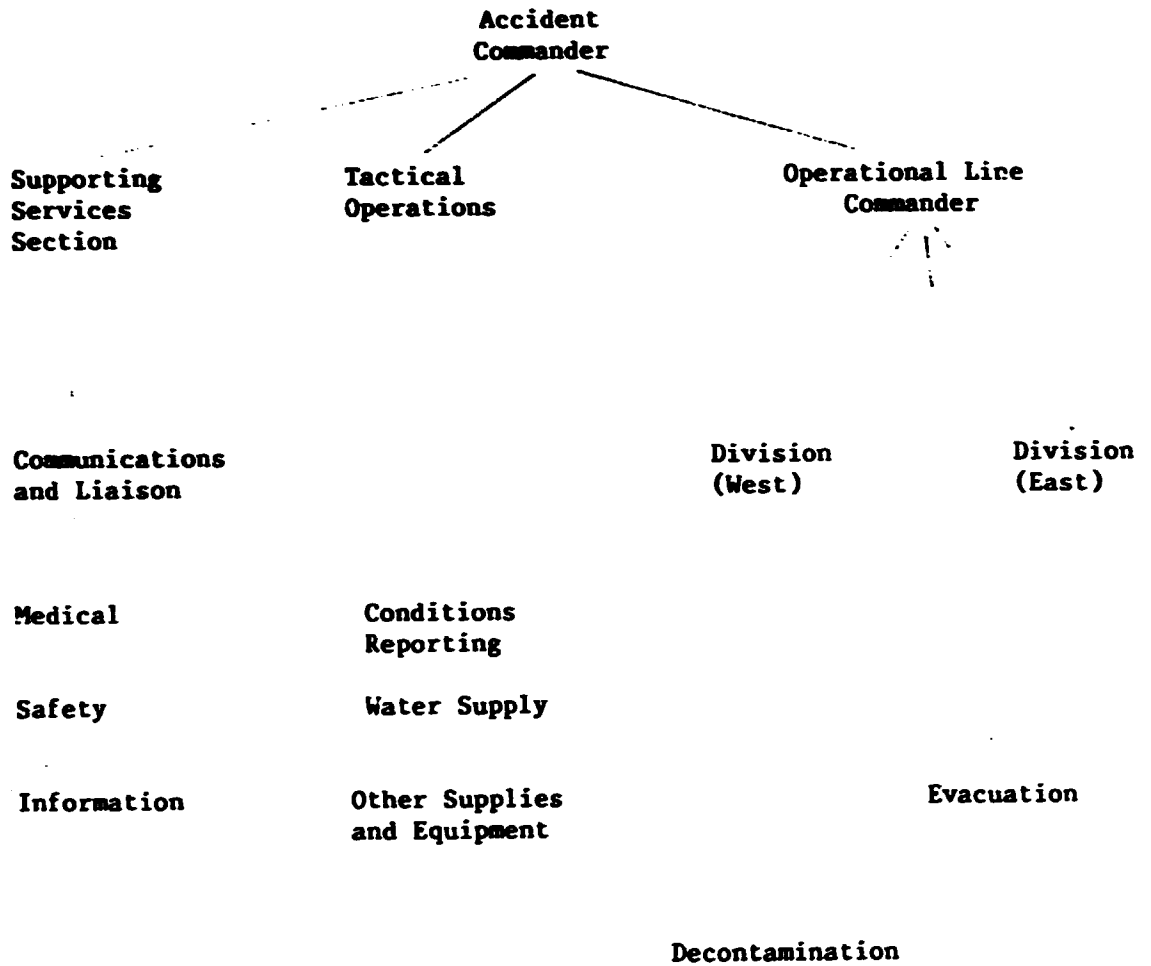 Accident
Commander
Supporting
Services
Section
Tactical
Operations
Operational Line
Commander
Communications
and Liaison
Division
(West)
Division
(East)
Medical
Conditions
Reporting
Safety
Water Supply
Information
Other Supplies
and Equipment
Evacuation
Decontamination